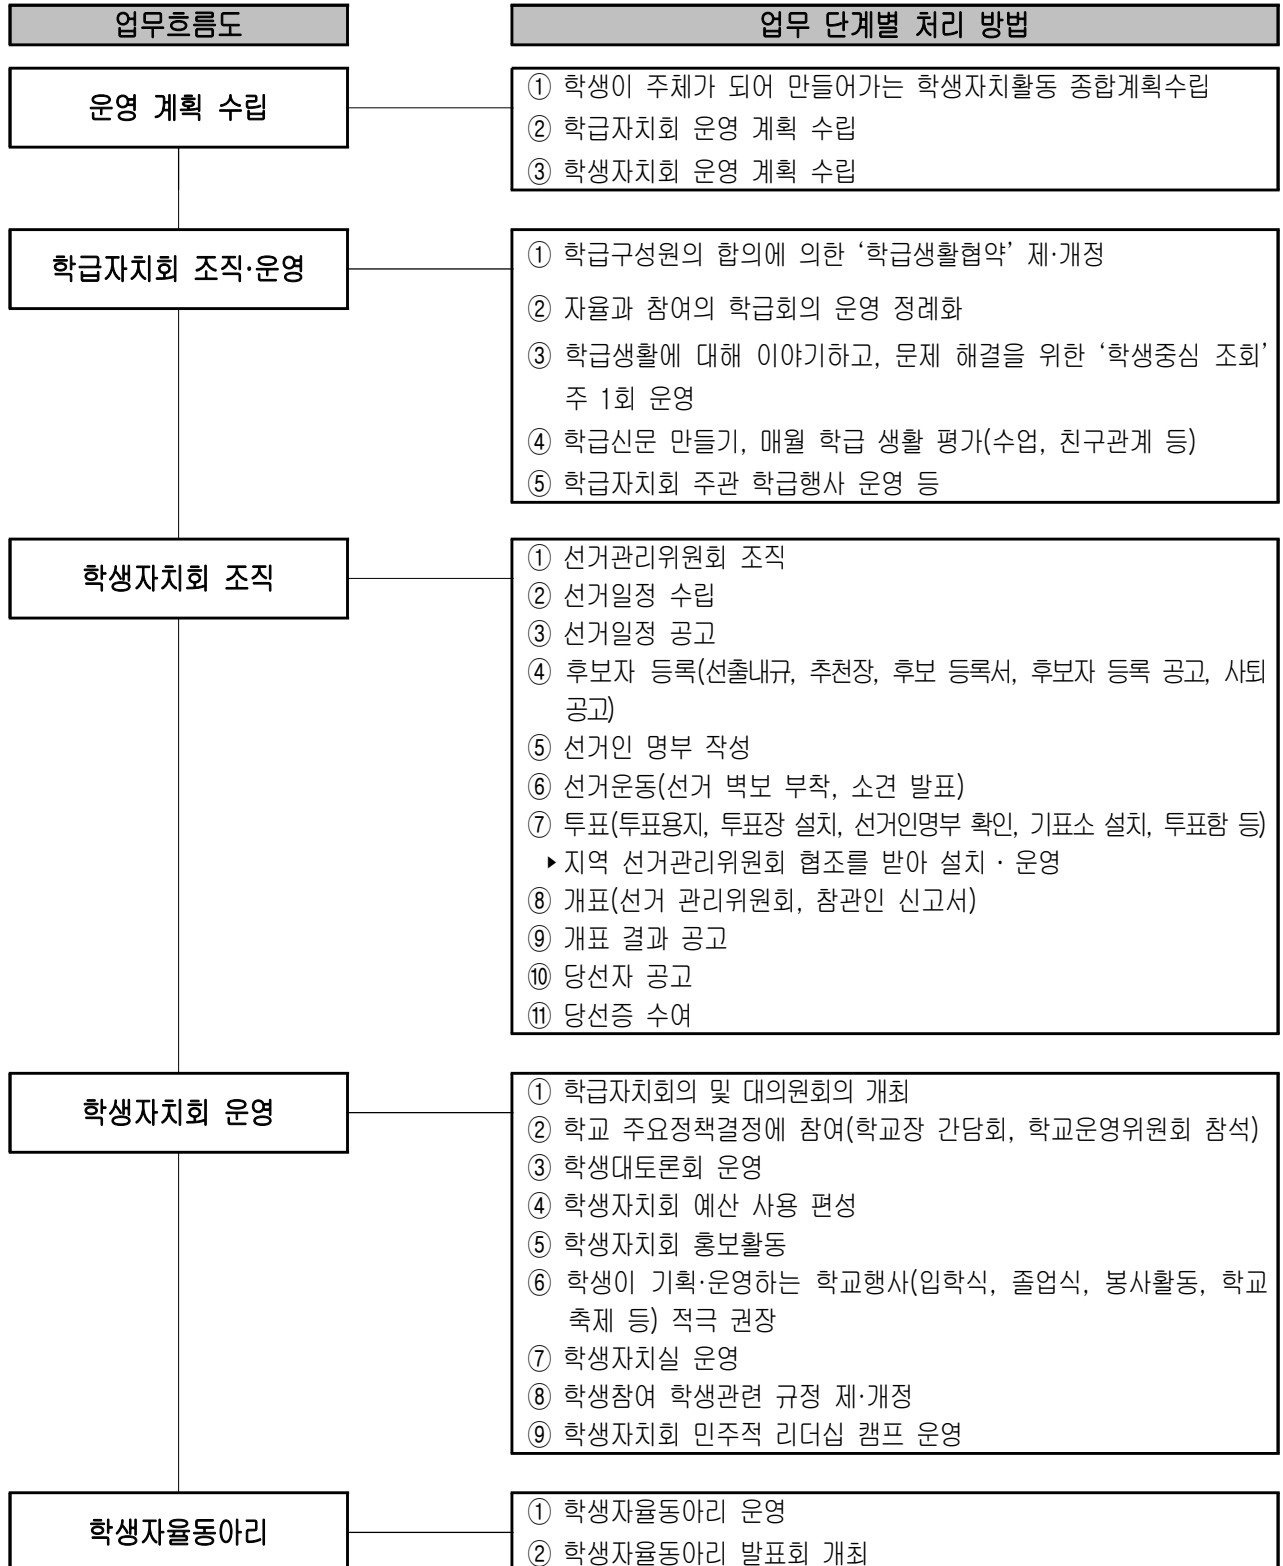 업무흐름도
업무 단계별 처리 방법
운영 계획 수립
① 학생이 주체가 되어 만들어가는 학생자치활동 종합계획수립
② 학급자치회 운영 계획 수립
③ 학생자치회 운영 계획 수립
학급자치회 조직·운영
① 학급구성원의 합의에 의한 ‘학급생활협약’ 제·개정
② 자율과 참여의 학급회의 운영 정례화
③ 학급생활에 대해 이야기하고, 문제 해결을 위한 ‘학생중심 조회’
주 1회 운영
④ 학급신문 만들기, 매월 학급 생활 평가(수업, 친구관계 등)
⑤ 학급자치회 주관 학급행사 운영 등
학생자치회 조직
① 선거관리위원회 조직
② 선거일정 수립
③ 선거일정 공고
④ 후보자 등록(선출내규, 추천장, 후보 등록서, 후보자 등록 공고, 사퇴
공고)
⑤ 선거인 명부 작성
⑥ 선거운동(선거 벽보 부착, 소견 발표)
⑦ 투표(투표용지, 투표장 설치, 선거인명부 확인, 기표소 설치, 투표함 등)
▸지역 선거관리위원회 협조를 받아 설치 · 운영
⑧ 개표(선거 관리위원회, 참관인 신고서)
⑨ 개표 결과 공고
⑩ 당선자 공고
⑪ 당선증 수여
학생자치회 운영
① 학급자치회의 및 대의원회의 개최
② 학교 주요정책결정에 참여(학교장 간담회, 학교운영위원회 참석)
③ 학생대토론회 운영
④ 학생자치회 예산 사용 편성
⑤ 학생자치회 홍보활동
⑥ 학생이 기획·운영하는 학교행사(입학식, 졸업식, 봉사활동, 학교
축제 등) 적극 권장
⑦ 학생자치실 운영
⑧ 학생참여 학생관련 규정 제·개정
⑨ 학생자치회 민주적 리더십 캠프 운영
학생자율동아리
① 학생자율동아리 운영
② 학생자율동아리 발표회 개최